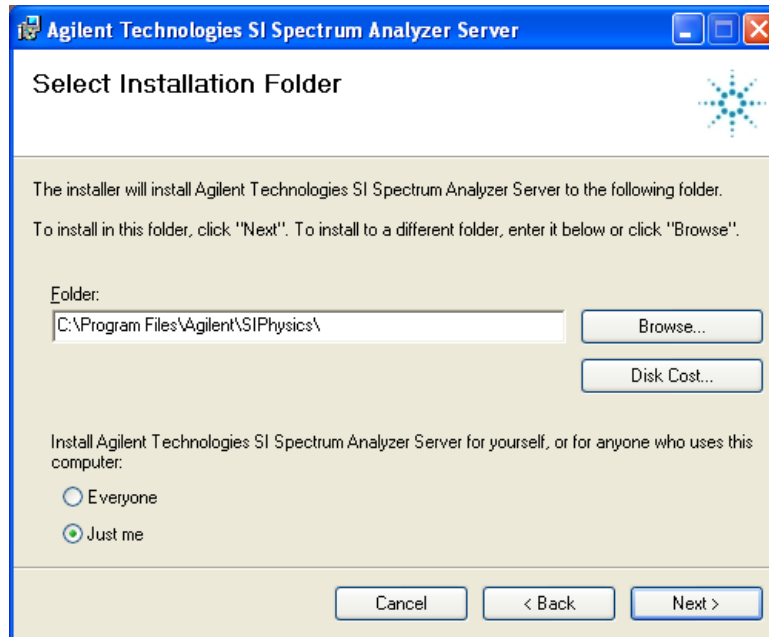 Agilent Technologies SI Spectrum Analyzer Server
Select Installation Folder
The installer will install Agilent Technologies SI Spectrum Analyzer Server to the following folder.
To install in this folder, click "Next". To install to a different folder, enter it below or click "Browse".
Folder:
C:\Program Files\Agilent\SIPhysics\
Browse...
Disk Cost...
Install Agilent Technologies SI Spectrum Analyzer Server for yourself, or for anyone who uses this
computer:
Everyone
Just me
Cancel
< Back
Next >